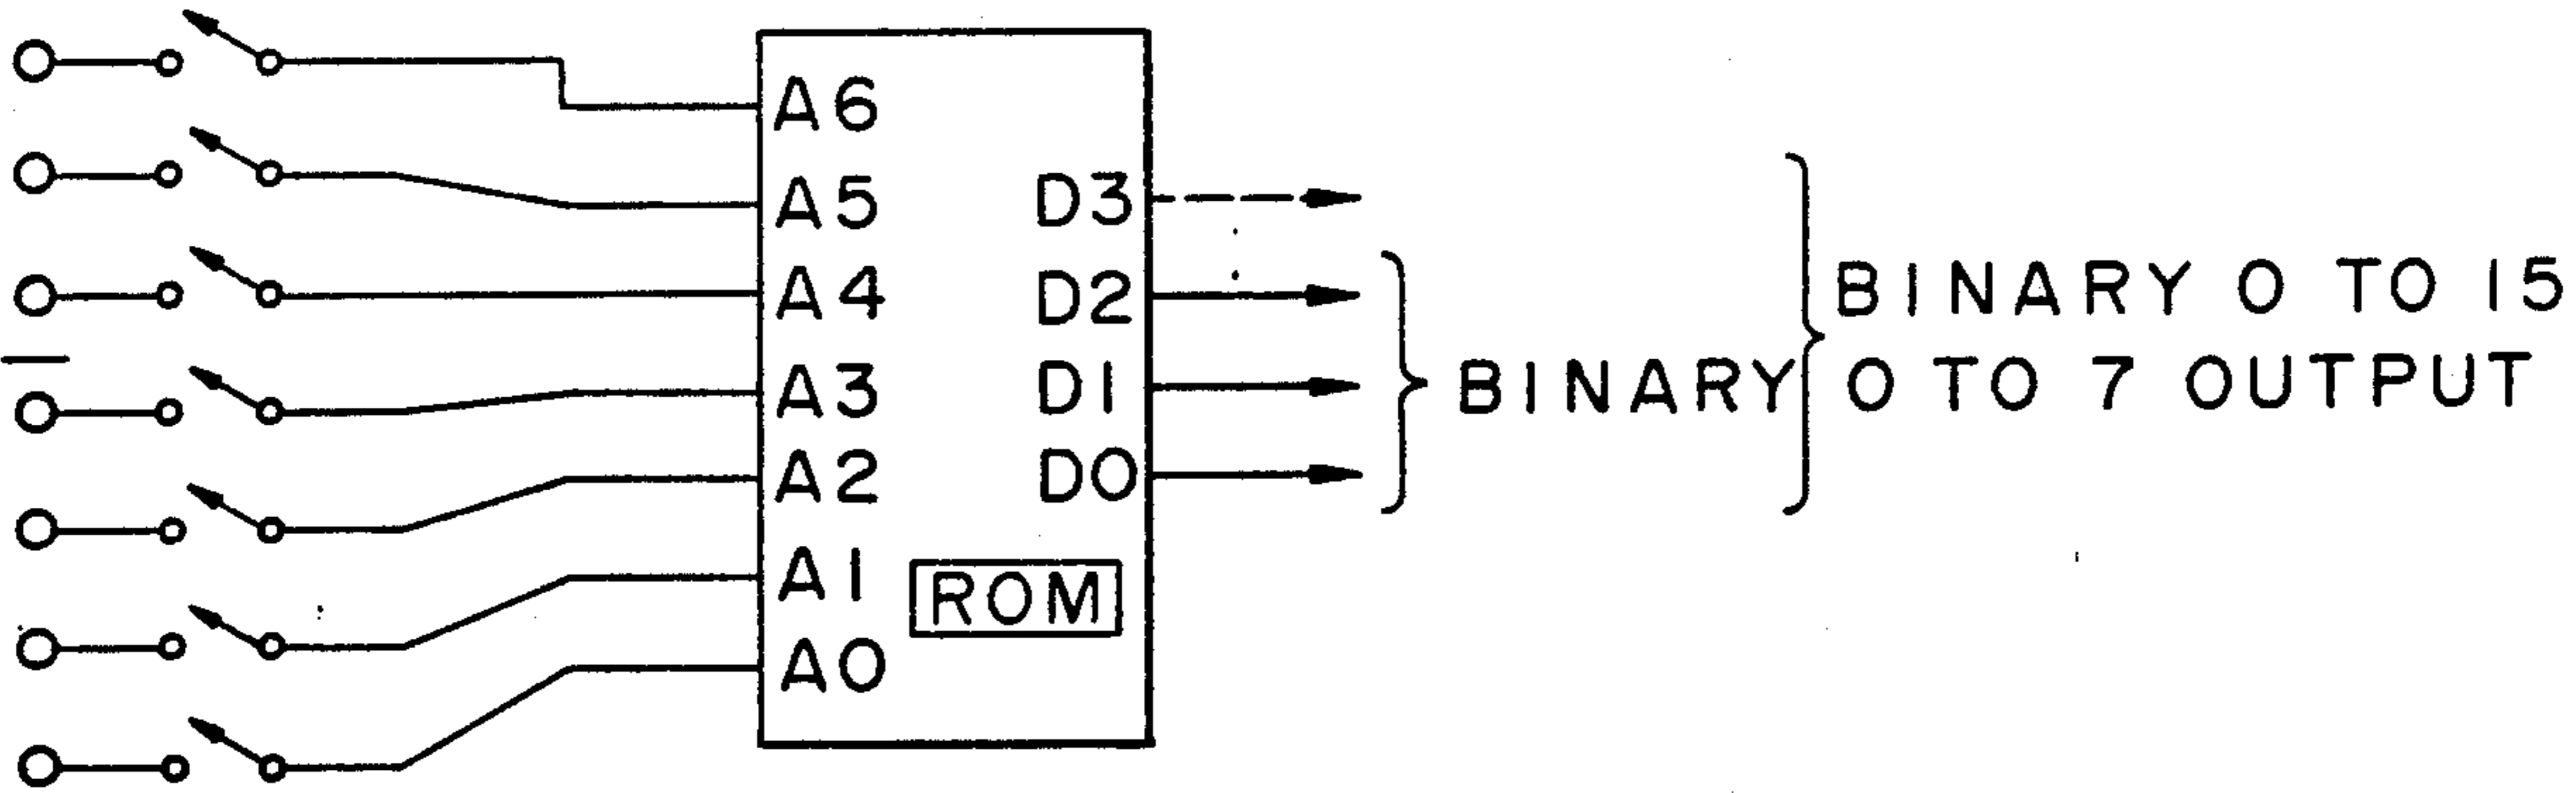 A6
A5
A4
A3
A2
A1
A0
D3
D2
D1
D0
ROM
BINARY 0 TO 15
BINARY 0 TO 7 OUTPUT